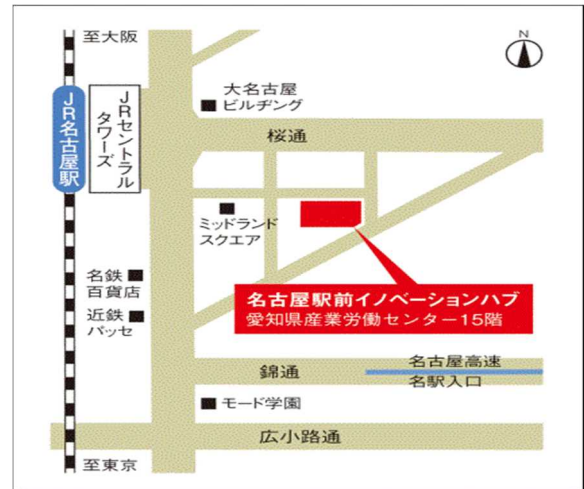 至大阪
N
JR名古屋駅
JRセントラル
タワーズ
大名古屋
ビルヂング
桜通
ミッドランド
スクエア
名鉄
百貨店
近鉄
パッセ
名古屋駅前イノベーションハブ
愛知県産業労働センター15階
錦通
名古屋高速
名駅入口
モード学園
広小路通
至東京